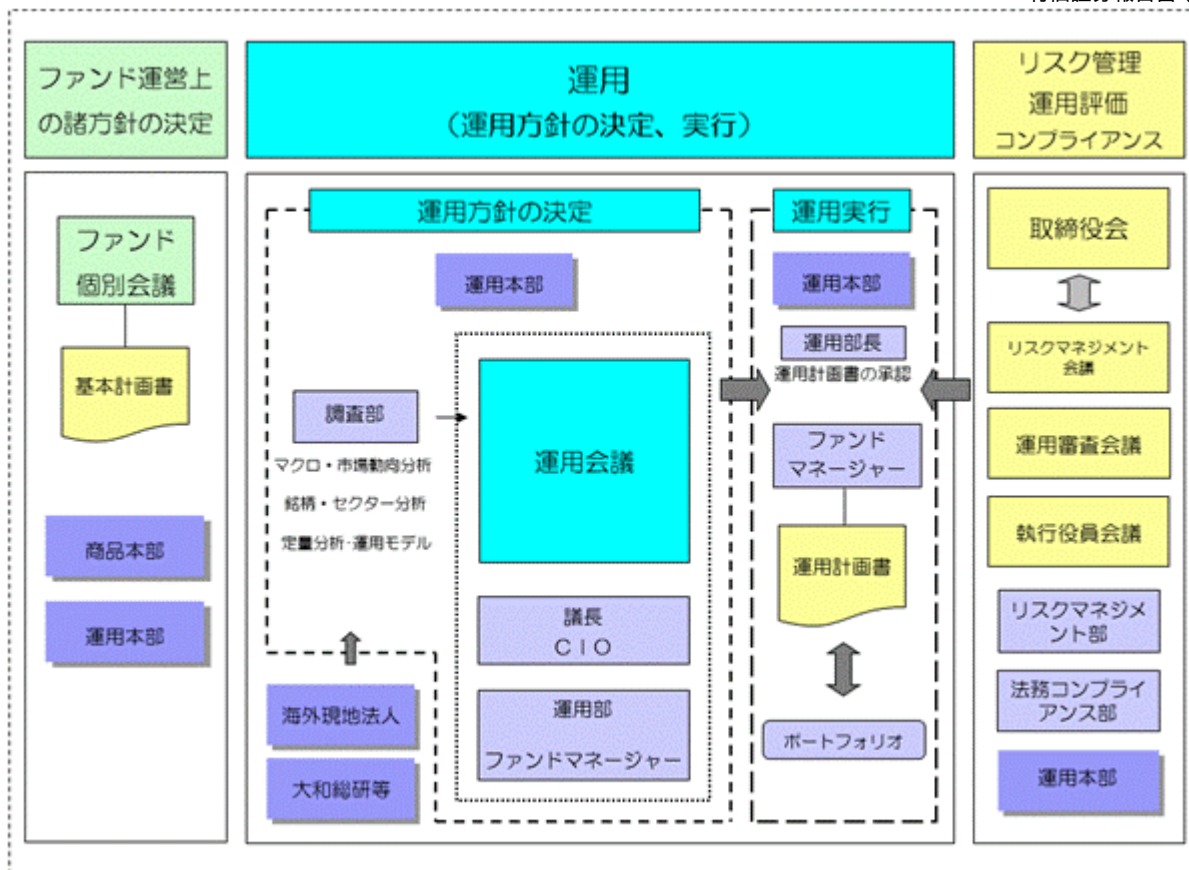 ファンド運営上
の諸方針の決定
運用
（運用方針の決定、実行）
リスク管理
運用評価
コンプライアンス
ファンド
個別会議
基本計画書
商品本部
運用本部
運用方針の決定
運用本部
調査部
マクロ・市場動向分析
銘柄・セクター分析
定量分析・運用モデル
海外現地法人
大和総研等
運用会議
議長
ＣＩＯ
運用部
ファンドマネージャー
運用実行
運用本部
運用部長
運用計画書の承認
ファンド
マネージャー
運用計画書
ポートフォリオ
取締役会
リスクマネジメント
会議
運用審査会議
執行役員会議
リスクマネジメ
ント部
法務コンプライ
アンス部
運用本部